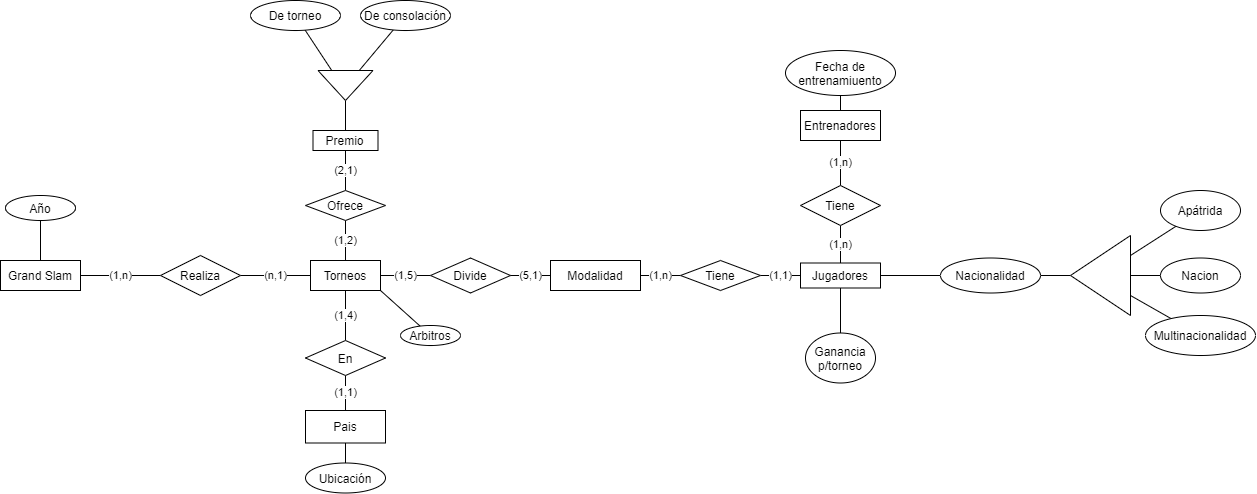 De torneo
De consolación
Fecha de
entrenamiuento
Premio
Entrenadores
(2,1)
(1,n)
Año
Ofrece
Tiene
Apátrida
(1,2)
(1,n)
Grand Slam
(1,n)
Realiza
(n,1)
Torneos
(1,5)
Divide
(5,1)
Modalidad
(1,n)
Tiene
(1,1)
Jugadores
Nacionalidad
Nacion
(1,4)
Arbitros
Multinacionalidad
En
Ganancia
p/torneo
(1,1)
Pais
Ubicación